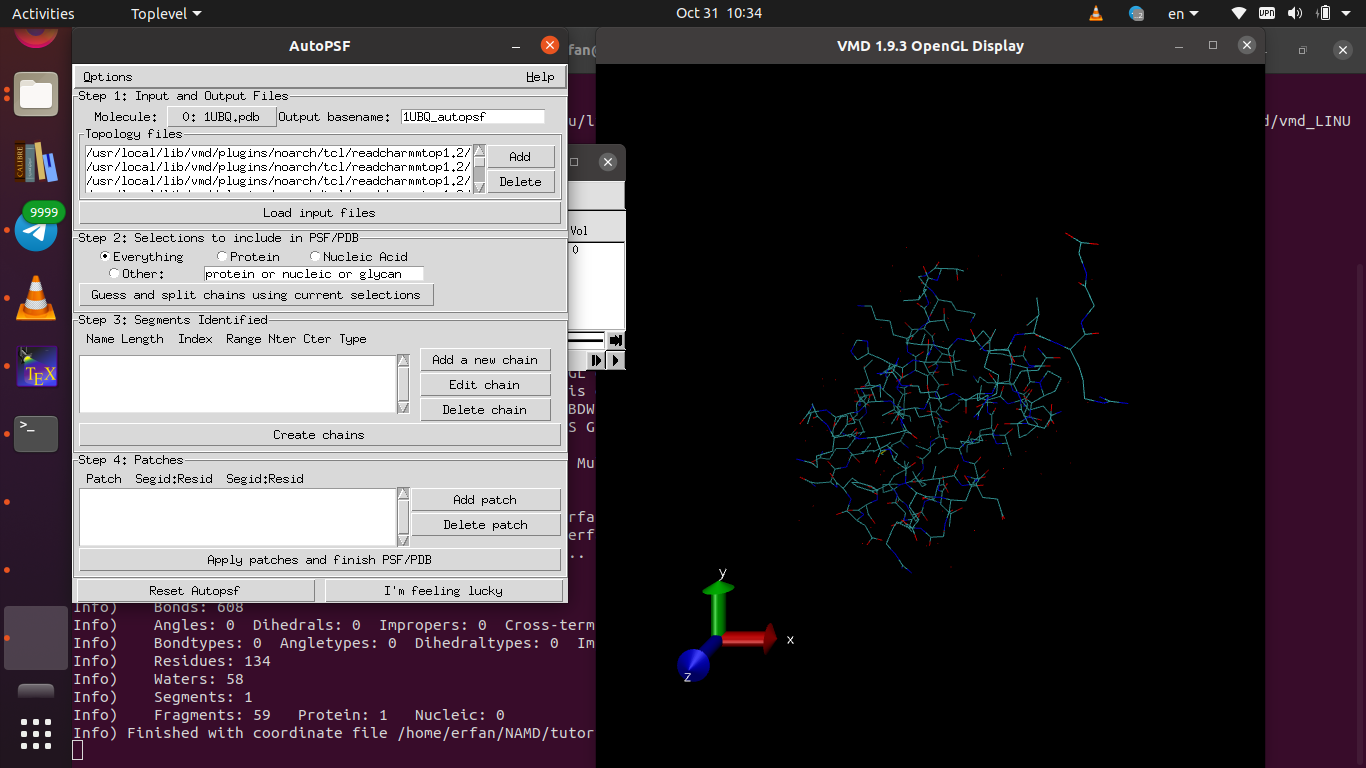 Activities
Toplevel
Oct 31 10:34
en
VPN
AutoPSF
Options
Help
Step 1: Input and Output Files
Molecule: 0: 1UBQ.pdb Output basename: 1UBQ_autopsf
Topology files
/usr/local/lib/vmd/plugins/noarch/tcl/readcharmmtop1.2/
/usr/local/lib/vmd/plugins/noarch/tcl/readcharmmtop1.2/
/usr/local/lib/vmd/plugins/noarch/tcl/readcharmmtop1.2/
Add
Delete
Load input files
Step 2: Selections to include in PSF/PDB
Everything Protein Nucleic Acid
Other: protein or nucleic or glycan
Guess and split chains using current selections
Step 3: Segments Identified
Name Length Index Range Nter Cter Type
Add a new chain
Edit chain
Delete chain
Create chains
Step 4: Patches
Patch Segid:Resid Segid:Resid
Add patch
Delete patch
Apply patches and finish PSF/PDB
Reset Autopsf
I'm feeling lucky
fan@
u/l
Vol
0
GL
is
BDW
S G
Mu
erfa
erf
..
Info) Bonds: 608
Info) Angles: 0 Dihedrals: 0 Impropers: 0 Cross-term
Info) Bondtypes: 0 Angletypes: 0 Dihedraltypes: 0 Im
Info) Residues: 134
Info) Waters: 58
Info) Segments: 1
Info) Fragments: 59 Protein: 1 Nucleic: 0
Info) Finished with coordinate file /home/erfan/NAMD/tutor
VMD 1.9.3 OpenGL Display
y
x
z
d/vmd_LINU
CALIBRE
9999
TEX
>_